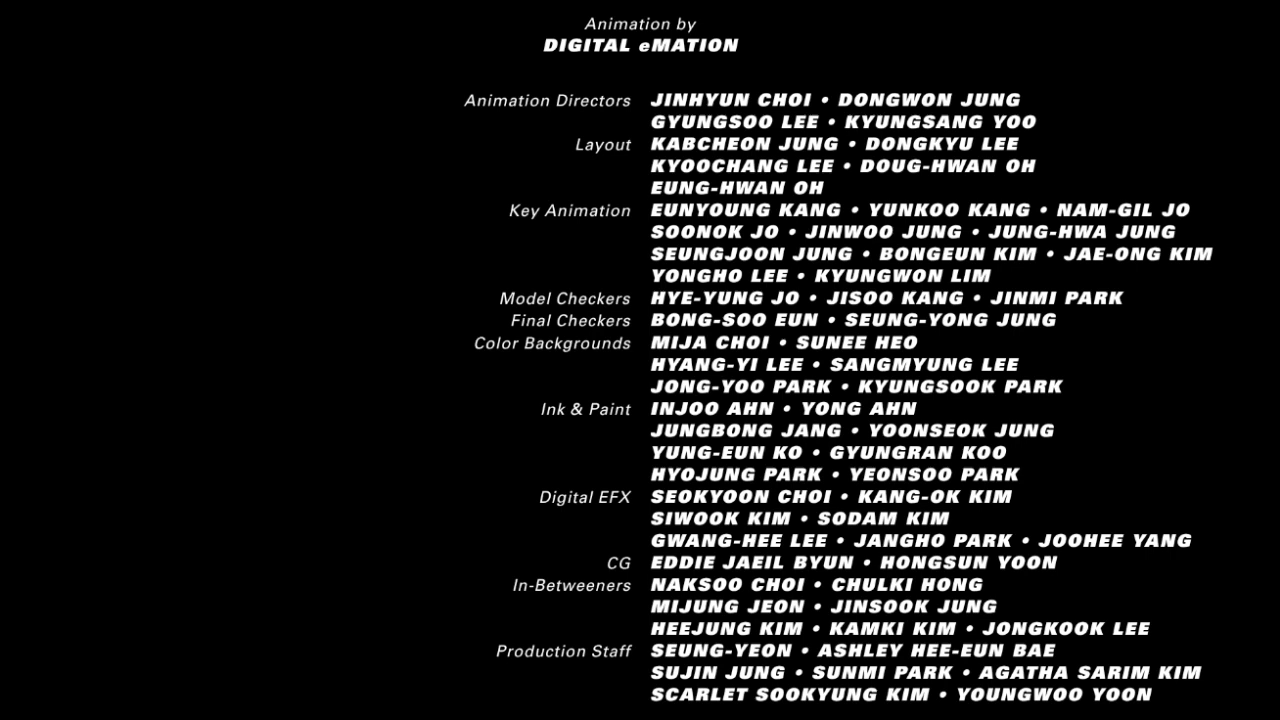 Animation by
DIGITAL eMATION
Animation Directors JINHYUN CHOI • DONGWON JUNG
GYUNGSOO LEE • KYUNGSANG YOO
Layout KABCHEON JUNG • DONGKYU LEE
KYOOCHANG LEE • DOUG-HWAN OH
EUNG-HWAN OH
Key Animation EUNYOUNG KANG • YUNKOO KANG • NAM-GIL JO
SOONOK JO • JINWOO JUNG • JUNG-HWA JUNG
SEUNGJOON JUNG • BONGEUN KIM • JAE-ONG KIM
YONGHO LEE • KYUNGWON LIM
Model Checkers HYE-YUNG JO • JISOO KANG • JINMI PARK
Final Checkers BONG-SOO EUN • SEUNG-YONG JUNG
Color Backgrounds MIJA CHOI • SUNEE HEO
HYANG-YI LEE • SANGMYUNG LEE
JONG-YOO PARK • KYUNGSOOK PARK
Ink & Paint INJOO AHN • YONG AHN
JUNGBONG JANG • YOONSEOK JUNG
YUNG-EUN KO • GYUNGRAN KOO
HYOJUNG PARK • YEONSOO PARK
Digital EFX SEOKYOON CHOI • KANG-OK KIM
SIWOOK KIM • SODAM KIM
GWANG-HEE LEE • JANGHO PARK • JOOHEE YANG
CG EDDIE JAEIL BYUN • HONGSUN YOON
In-Betweeners NAKSOO CHOI • CHULKI HONG
MIJUNG JEON • JINSOOK JUNG
HEEJUNG KIM • KAMKI KIM • JONGKOOK LEE
Production Staff SEUNG-YEON • ASHLEY HEE-EUN BAE
SUJIN JUNG • SUNMI PARK • AGATHA SARIM KIM
SCARLET SOOKYUNG KIM • YOUNGWOO YOON